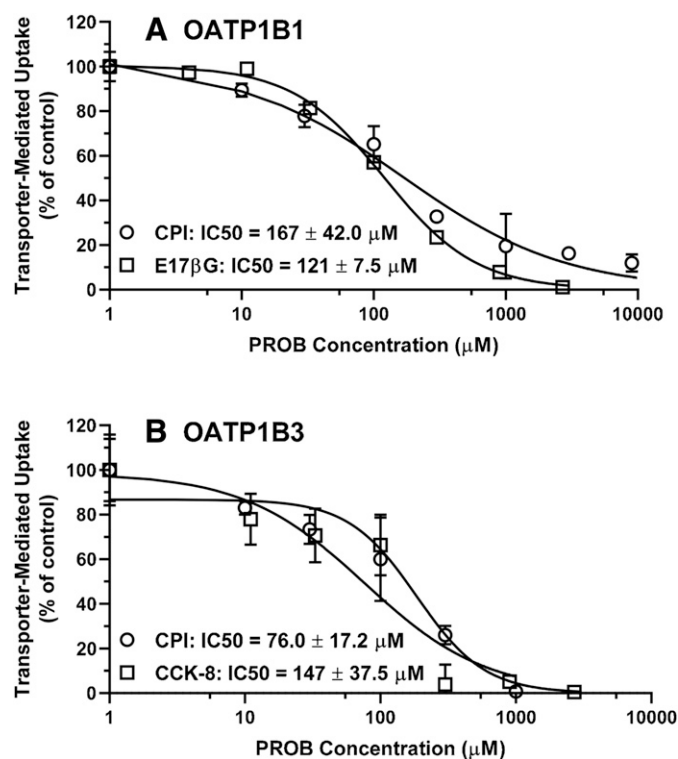 A OATP1B1
Transporter-Mediated Uptake
(% of control)
120
100
80
60
40
20
0
CPI: IC50 = 167 ± 42.0 μM
E17βG: IC50 = 121 ± 7.5 μM
1 10 100 1000 10000
PROB Concentration (μM)
B OATP1B3
Transporter-Mediated Uptake
(% of control)
120
100
80
60
40
20
0
CPI: IC50 = 76.0 ± 17.2 μM
CCK-8: IC50 = 147 ± 37.5 μM
1 10 100 1000 10000
PROB Concentration (μM)